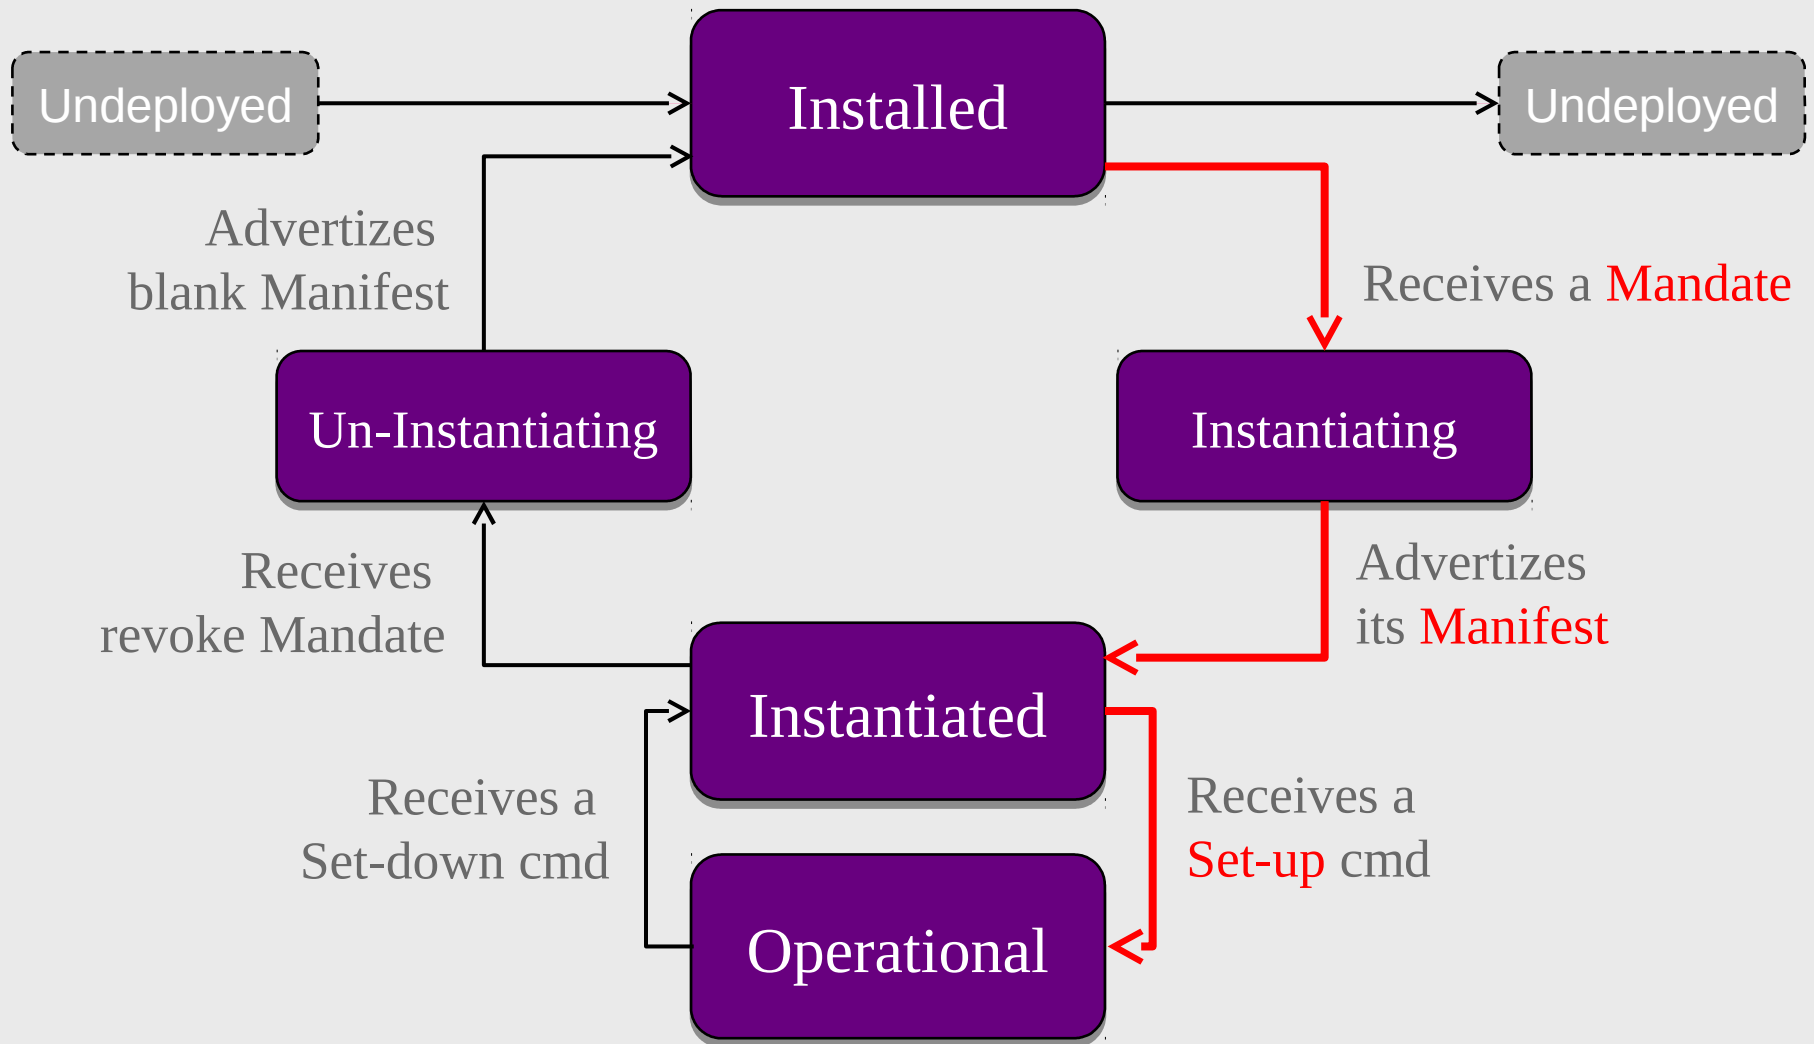 Undeployed
Installed
Undeployed
Advertizes
blank Manifest
Receives a Mandate
Un-Instantiating
Instantiating
Receives
revoke Mandate
Advertizes
its Manifest
Instantiated
Receives a
Set-down cmd
Receives a
Set-up cmd
Operational